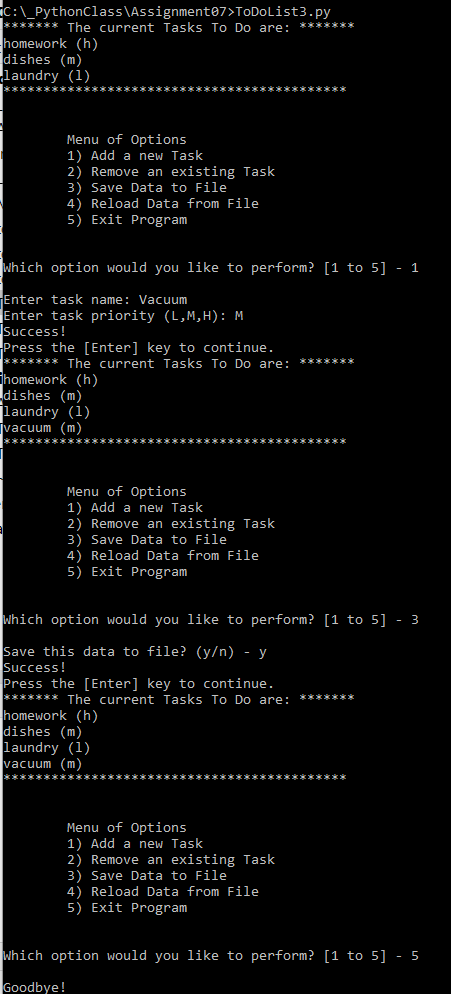 C:\_PythonClass\Assignment07>ToDoList3.py
******* The current Tasks To Do are: *******
homework (h)
dishes (m)
laundry (l)
*******************************************
Menu of Options
1) Add a new Task
2) Remove an existing Task
3) Save Data to File
4) Reload Data from File
5) Exit Program
Which option would you like to perform? [1 to 5] - 1
Enter task name: Vacuum
Enter task priority (L,M,H): M
Success!
Press the [Enter] key to continue.
******* The current Tasks To Do are: *******
homework (h)
dishes (m)
laundry (l)
vacuum (m)
*******************************************
Menu of Options
1) Add a new Task
2) Remove an existing Task
3) Save Data to File
4) Reload Data from File
5) Exit Program
Which option would you like to perform? [1 to 5] - 3
Save this data to file? (y/n) - y
Success!
Press the [Enter] key to continue.
******* The current Tasks To Do are: *******
homework (h)
dishes (m)
laundry (l)
vacuum (m)
*******************************************
Menu of Options
1) Add a new Task
2) Remove an existing Task
3) Save Data to File
4) Reload Data from File
5) Exit Program
Which option would you like to perform? [1 to 5] - 5
Goodbye!